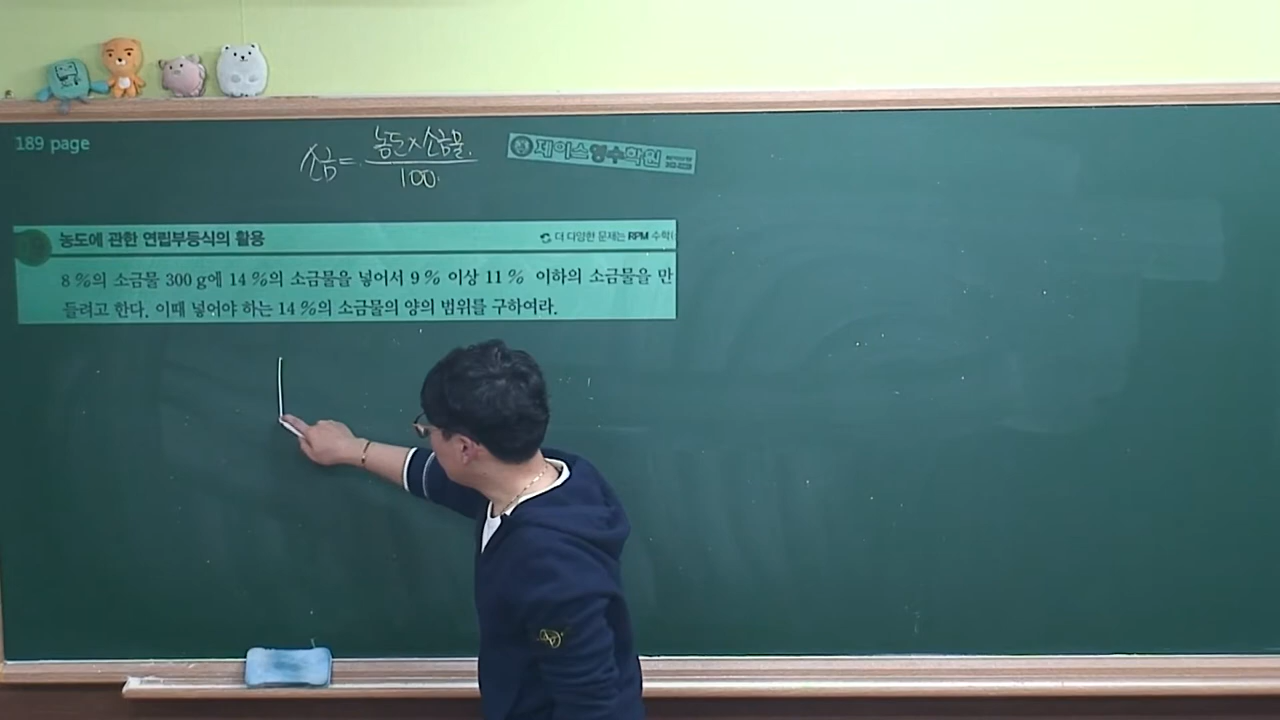 189 page
소금 = 농도×소금물
100
제이스영수학원
농도에 관한 연립부등식의 활용
더 다양한 문제는 RPM 수학(
8 %의 소금물 300 g에 14 %의 소금물을 넣어서 9 % 이상 11 % 이하의 소금물을 만
들려고 한다. 이때 넣어야 하는 14 %의 소금물의 양의 범위를 구하여라.